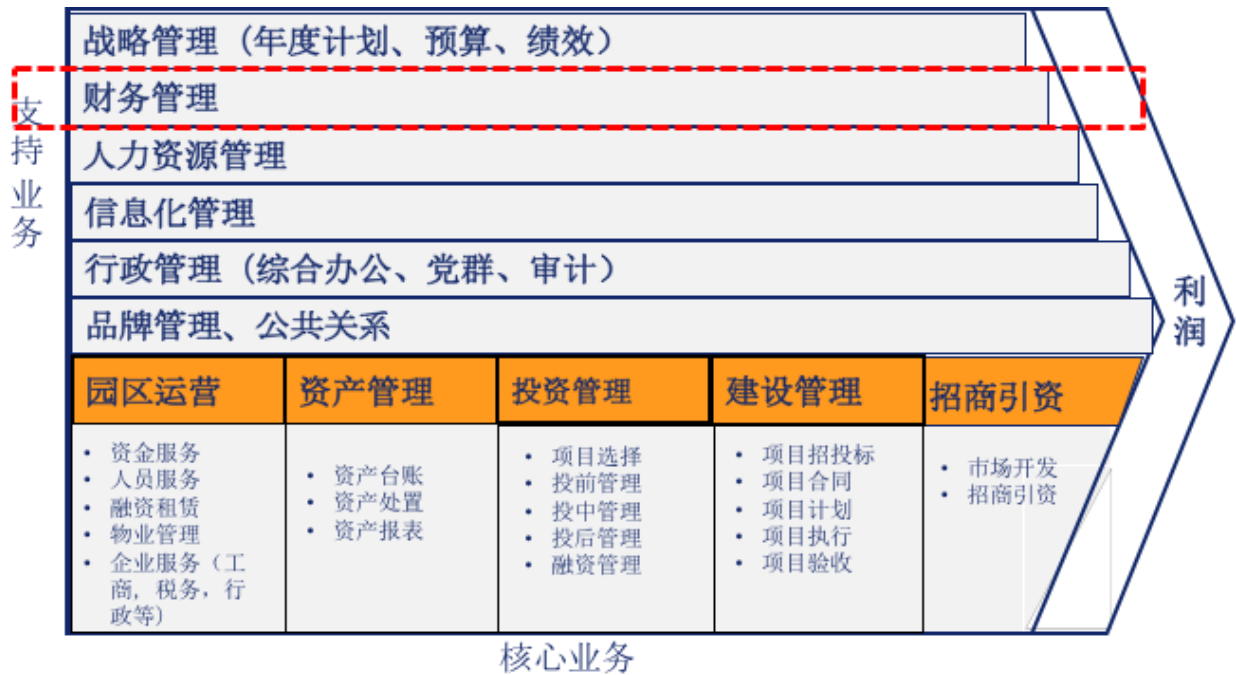 战略管理（年度计划、预算、绩效）
财务管理
人力资源管理
信息化管理
行政管理（综合办公、党群、审计）
品牌管理、公共关系
支
持
业
务
利
润
园区运营
资产管理
投资管理
建设管理
招商引资
• 资金服务
• 人员服务
• 融资租赁
• 物业管理
• 企业服务（工
商, 税务，行
政等)
• 资产台账
• 资产处置
• 资产报表
• 项目选择
• 投前管理
• 投中管理
• 投后管理
• 融资管理
• 项目招投标
• 项目合同
• 项目计划
• 项目执行
• 项目验收
• 市场开发
• 招商引资
核心业务